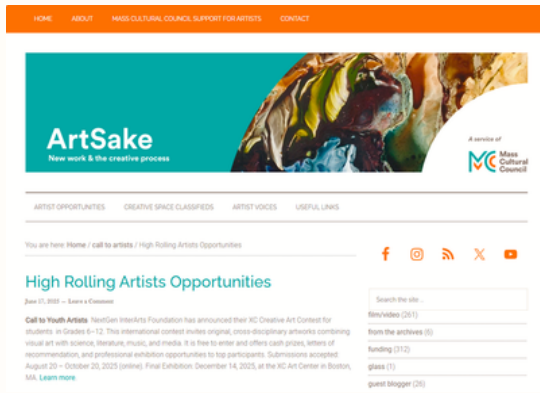 HOME ABOUT MASS CULTURAL COUNCIL SUPPORT FOR ARTISTS CONTACT
ArtSake
New work & the creative process
A service of
Mass
Cultural
Council
ARTIST OPPORTUNITIES CREATIVE SPACE CLASSIFIEDS ARTIST VOICES USEFUL LINKS
You are here: Home / call to artists / High Rolling Artists Opportunities
High Rolling Artists Opportunities
June 17, 2025 — Leave a Comment
Call to Youth Artists NextGen InterArts Foundation has announced their XC Creative Art Contest for
students in Grades 6–12. This international contest invites original, cross-disciplinary artworks combining
visual art with science, literature, music, and media. It is free to enter and offers cash prizes, letters of
recommendation, and professional exhibition opportunities to top participants. Submissions accepted:
August 20 – October 20, 2025 (online). Final Exhibition: December 14, 2025, at the XC Art Center in Boston,
MA. Learn more.
Search the site...
film/video (261)
from the archives (6)
funding (312)
glass (1)
guest blogger (26)